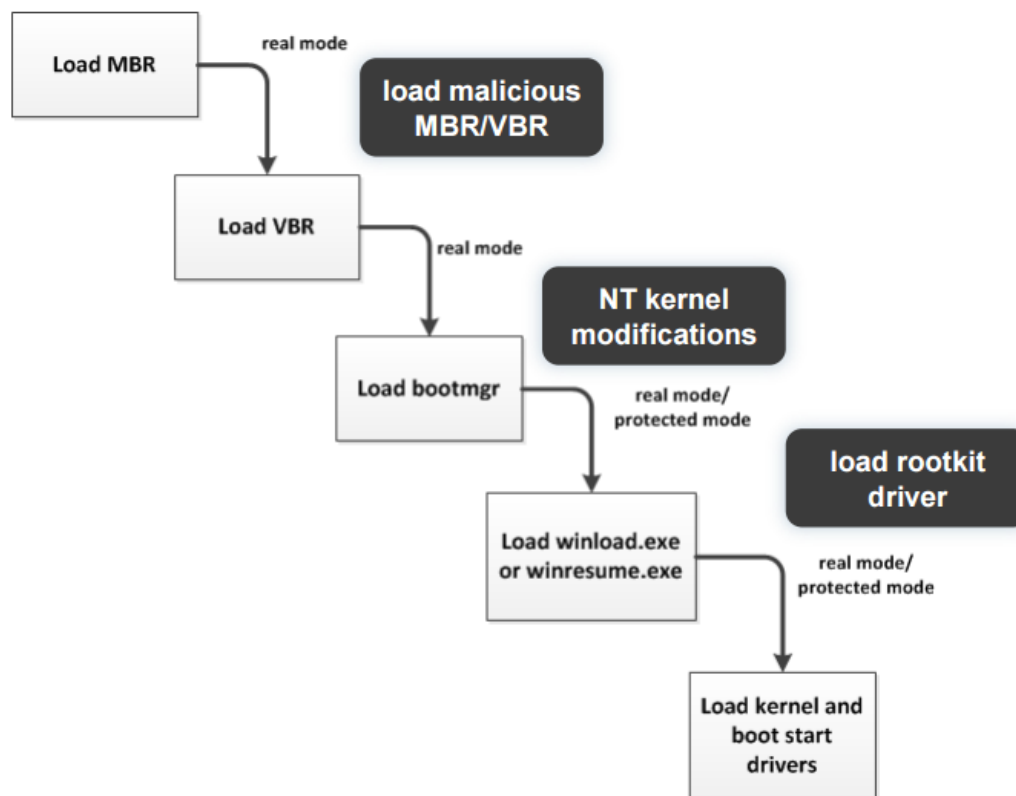 Load MBR
real mode
load malicious
MBR/VBR
Load VBR
real mode
NT kernel
modifications
Load bootmgr
real mode/
protected mode
load rootkit
driver
Load winload.exe
or winresume.exe
real mode/
protected mode
Load kernel and
boot start
drivers